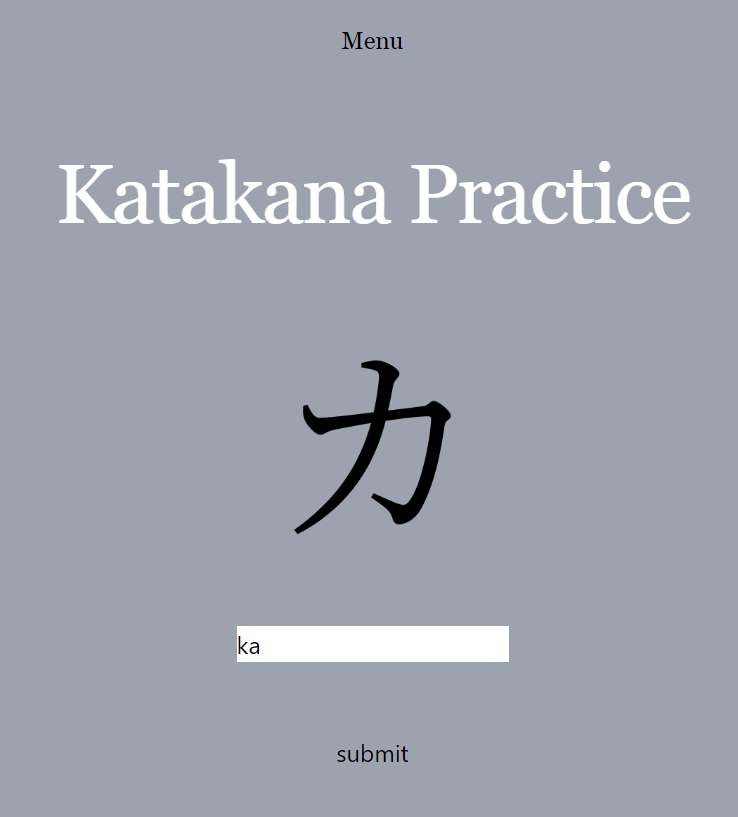 Menu
Katakana Practice
カ
ka
submit